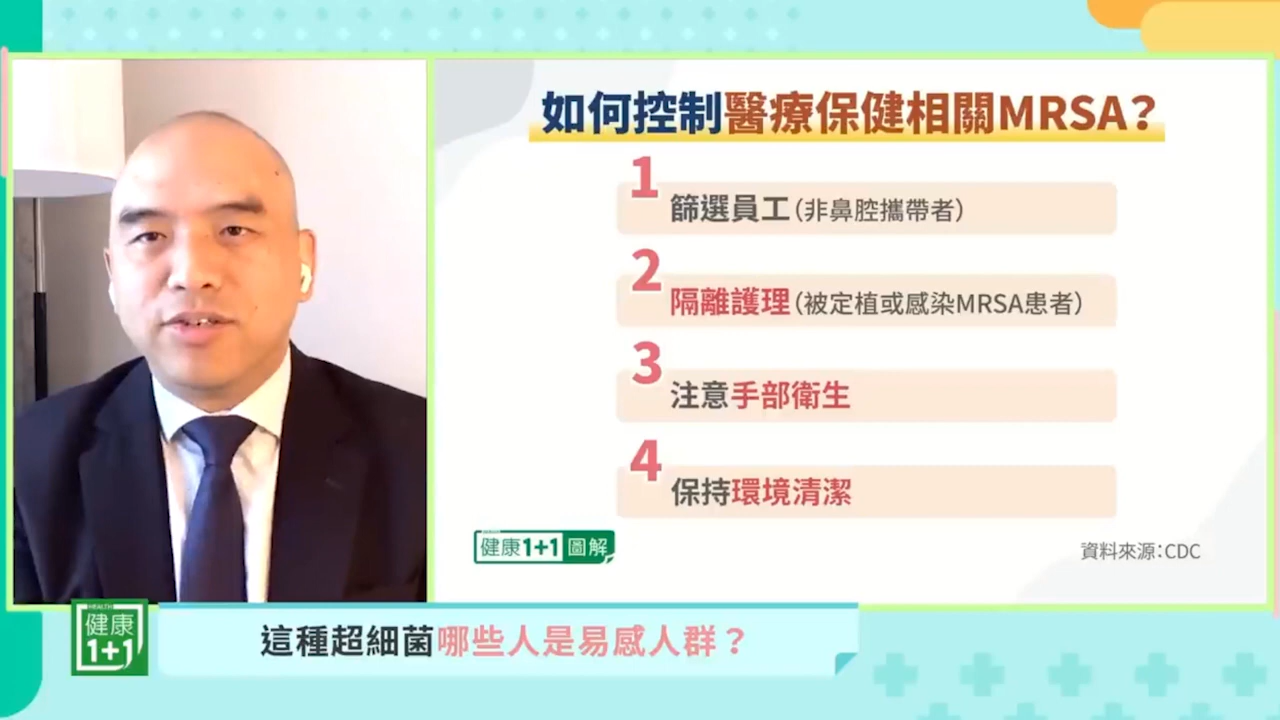 如何控制醫療保健相關MRSA？
1
篩選員工（非鼻腔攜帶者）
2
隔離護理（被定植或感染MRSA患者）
3
注意手部衛生
4
保持環境清潔
健康1+1圖解
資料來源：CDC
HEALTH
健康
1+1
這種超細菌哪些人是易感人群？